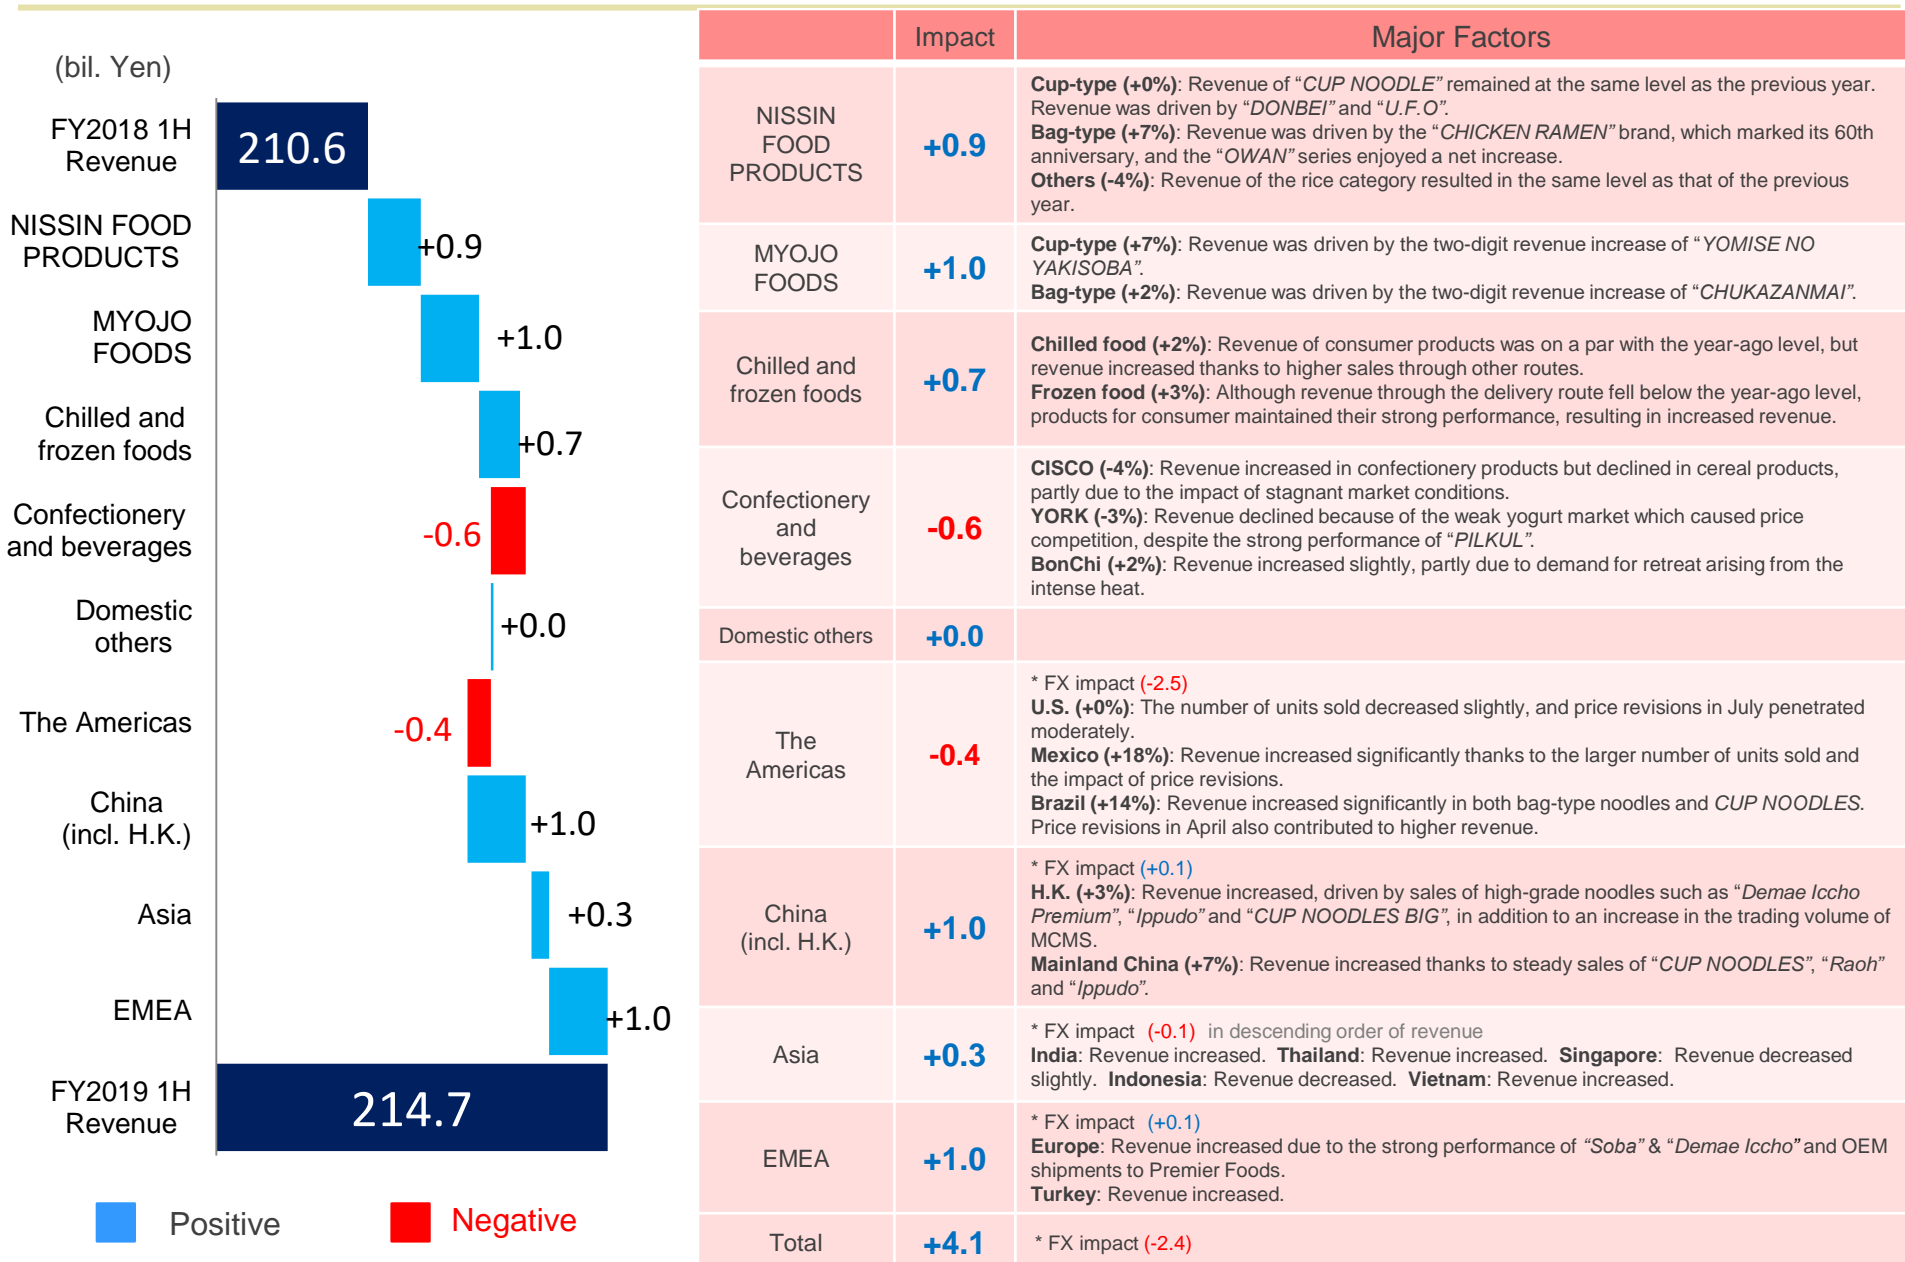 (bil. Yen)
FY2018 1H
Revenue
210.6
NISSIN FOOD
PRODUCTS
+0.9
MYOJO
FOODS
+1.0
Chilled and
frozen foods
+0.7
Confectionery
and beverages
-0.6
Domestic
others
+0.0
The Americas
-0.4
China
(incl. H.K.)
+1.0
Asia
+0.3
EMEA
+1.0
FY2019 1H
Revenue
214.7
Positive
Negative
Impact
Major Factors
NISSIN
FOOD
PRODUCTS
+0.9
Cup-type (+0%): Revenue of “CUP NOODLE” remained at the same level as the previous year.
Revenue was driven by “DONBEI” and “U.F.O”.
Bag-type (+7%): Revenue was driven by the “CHICKEN RAMEN” brand, which marked its 60th
anniversary, and the “OWAN” series enjoyed a net increase.
Others (-4%): Revenue of the rice category resulted in the same level as that of the previous
year.
MYOJO
FOODS
+1.0
Cup-type (+7%): Revenue was driven by the two-digit revenue increase of “YOMISE NO
YAKISOBA”.
Bag-type (+2%): Revenue was driven by the two-digit revenue increase of “CHUKAZANMAI”.
Chilled and
frozen foods
+0.7
Chilled food (+2%): Revenue of consumer products was on a par with the year-ago level, but
revenue increased thanks to higher sales through other routes.
Frozen food (+3%): Although revenue through the delivery route fell below the year-ago level,
products for consumer maintained their strong performance, resulting in increased revenue.
Confectionery
and
beverages
-0.6
CISCO (-4%): Revenue increased in confectionery products but declined in cereal products,
partly due to the impact of stagnant market conditions.
YORK (-3%): Revenue declined because of the weak yogurt market which caused price
competition, despite the strong performance of “PILKUL”.
BonChi (+2%): Revenue increased slightly, partly due to demand for retreat arising from the
intense heat.
Domestic others
+0.0
The
Americas
-0.4
* FX impact (-2.5)
U.S. (+0%): The number of units sold decreased slightly, and price revisions in July penetrated
moderately.
Mexico (+18%): Revenue increased significantly thanks to the larger number of units sold and
the impact of price revisions.
Brazil (+14%): Revenue increased significantly in both bag-type noodles and CUP NOODLES.
Price revisions in April also contributed to higher revenue.
China
(incl. H.K.)
+1.0
* FX impact (+0.1)
H.K. (+3%): Revenue increased, driven by sales of high-grade noodles such as “Demae Iccho
Premium”, “Ippudo” and “CUP NOODLES BIG”, in addition to an increase in the trading volume of
MCMS.
Mainland China (+7%): Revenue increased thanks to steady sales of “CUP NOODLES”, “Raoh”
and “Ippudo”.
Asia
+0.3
* FX impact (-0.1) in descending order of revenue
India: Revenue increased. Thailand: Revenue increased. Singapore: Revenue decreased
slightly. Indonesia: Revenue decreased. Vietnam: Revenue increased.
EMEA
+1.0
* FX impact (+0.1)
Europe: Revenue increased due to the strong performance of “Soba” & “Demae Iccho” and OEM
shipments to Premier Foods.
Turkey: Revenue increased.
Total
+4.1
* FX impact (-2.4)